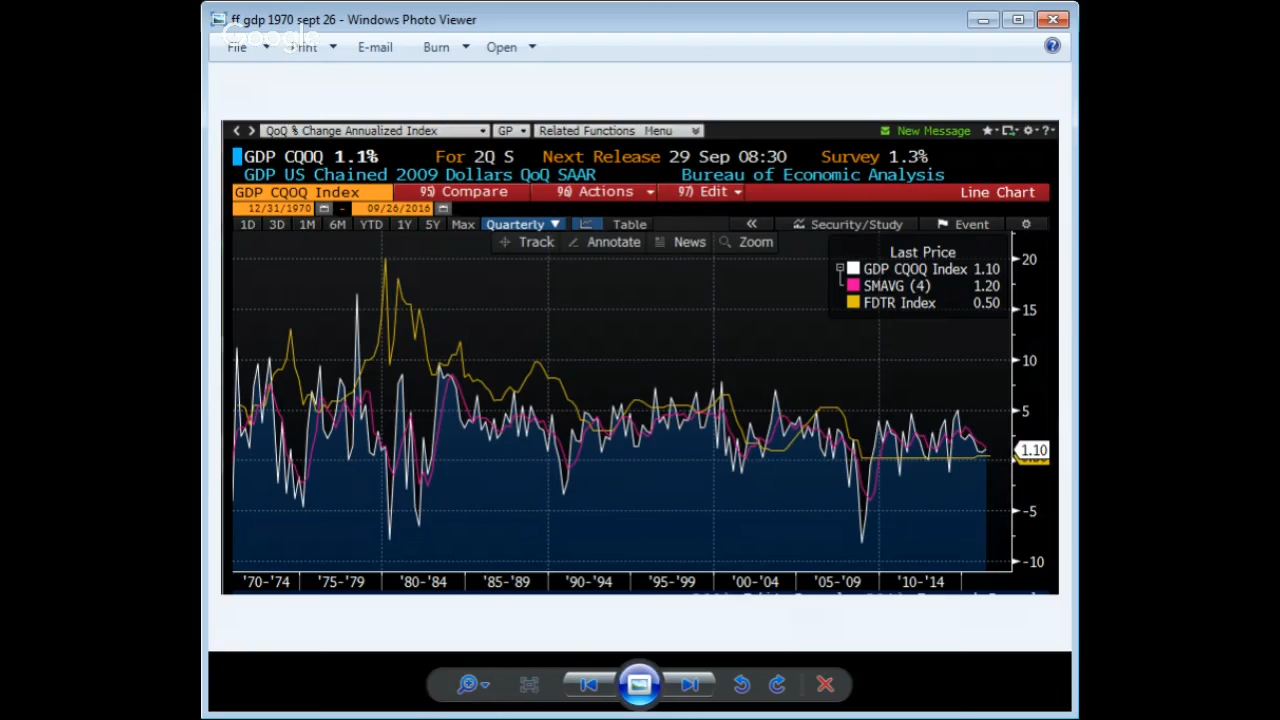 ff gdp 1970 sept 26 - Windows Photo Viewer
Google
File Print E-mail Burn Open
QoQ % Change Annualized Index GP Related Functions Menu New Message
GDP CQOQ 1.1% For 2Q S Next Release 29 Sep 08:30 Survey 1.3%
GDP US Chained 2009 Dollars QoQ SAAR Bureau of Economic Analysis
GDP CQOQ Index 95) Compare 96) Actions 97) Edit Line Chart
12/31/1970 - 09/26/2016
1D 3D 1M 6M YTD 1Y 5Y Max Quarterly Table « Security/Study Event
Track Annotate News Zoom
Last Price
GDP CQOQ Index 1.10
SMAVG (4) 1.20
FDTR Index 0.50
20
15
10
5
1.10
-5
-10
'70-'74 '75-'79 '80-'84 '85-'89 '90-'94 '95-'99 '00-'04 '05-'09 '10-'14